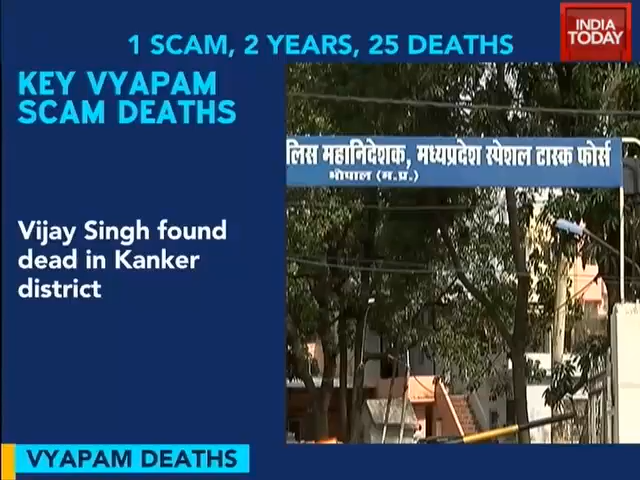 1 SCAM, 2 YEARS, 25 DEATHS
INDIA
TODAY
KEY VYAPAM
SCAM DEATHS
लिस महानिदेशक, मध्यप्रदेश स्पेशल टास्क फोर्स
भोपाल (म.प्र.)
Vijay Singh found
dead in Kanker
district
VYAPAM DEATHS